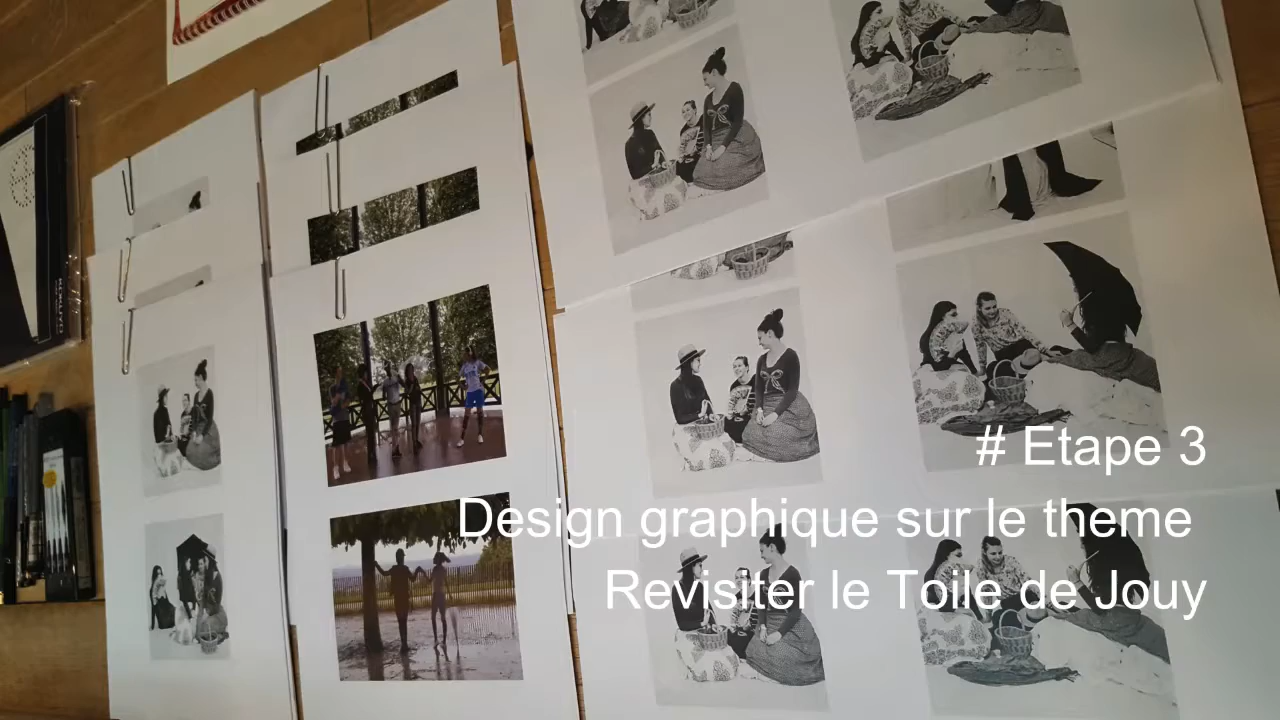 # Etape 3
Design graphique sur le theme
Revisiter le Toile de Jouy